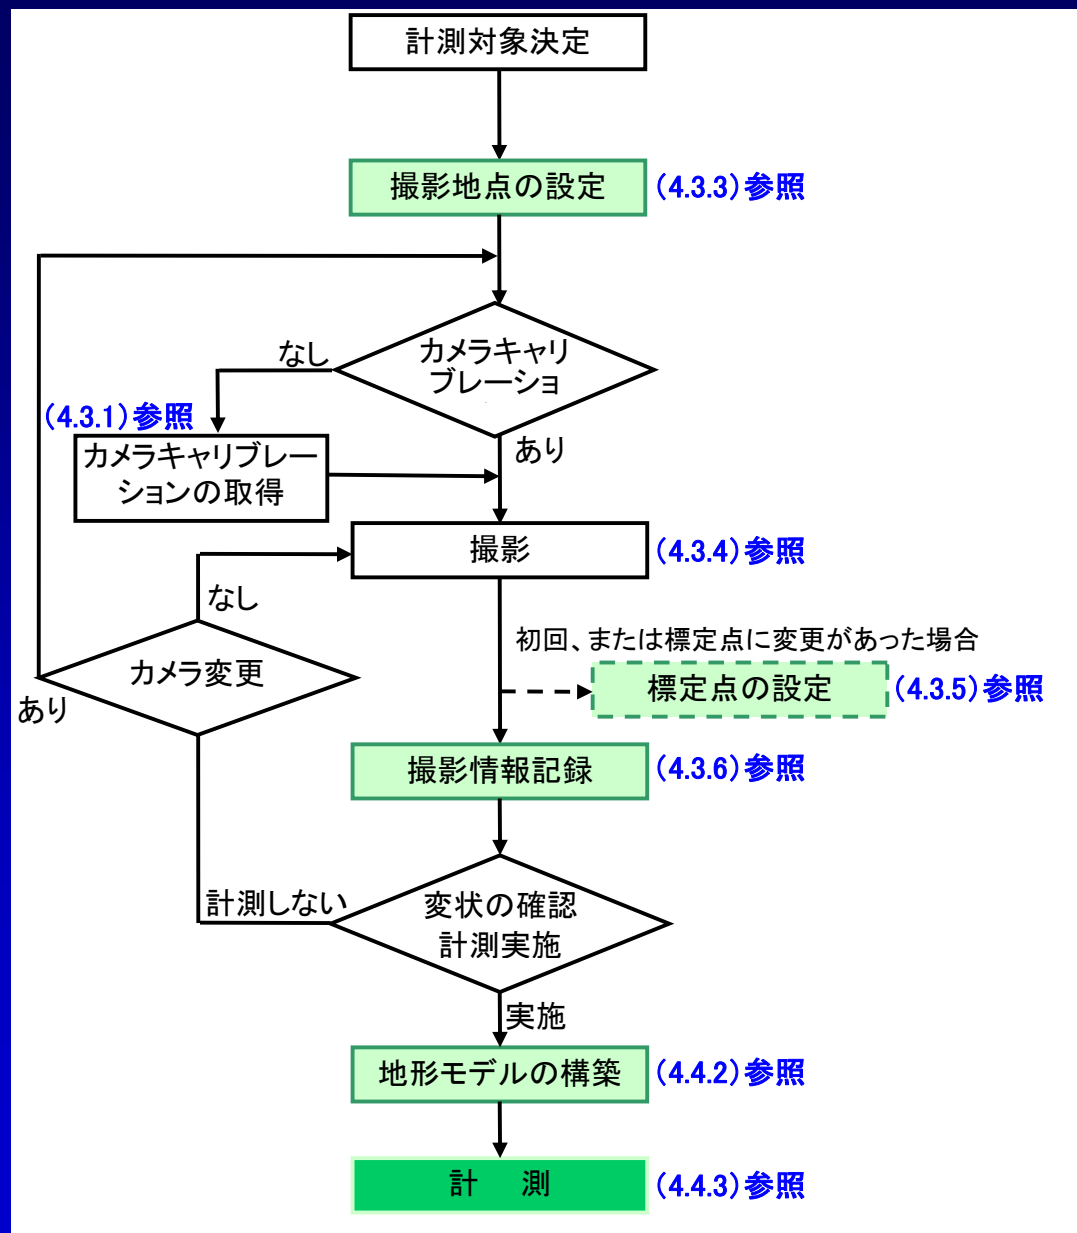 計測対象決定
撮影地点の設定
(4.3.3)参照
なし
カメラキャリ
ブレーショ
(4.3.1)参照
あり
カメラキャリブレー
ションの取得
撮影
(4.3.4)参照
なし
初回、または標定点に変更があった場合
カメラ変更
標定点の設定
(4.3.5)参照
あり
撮影情報記録
(4.3.6)参照
計測しない
変状の確認
計測実施
実施
地形モデルの構築
(4.4.2)参照
計 測
(4.4.3)参照